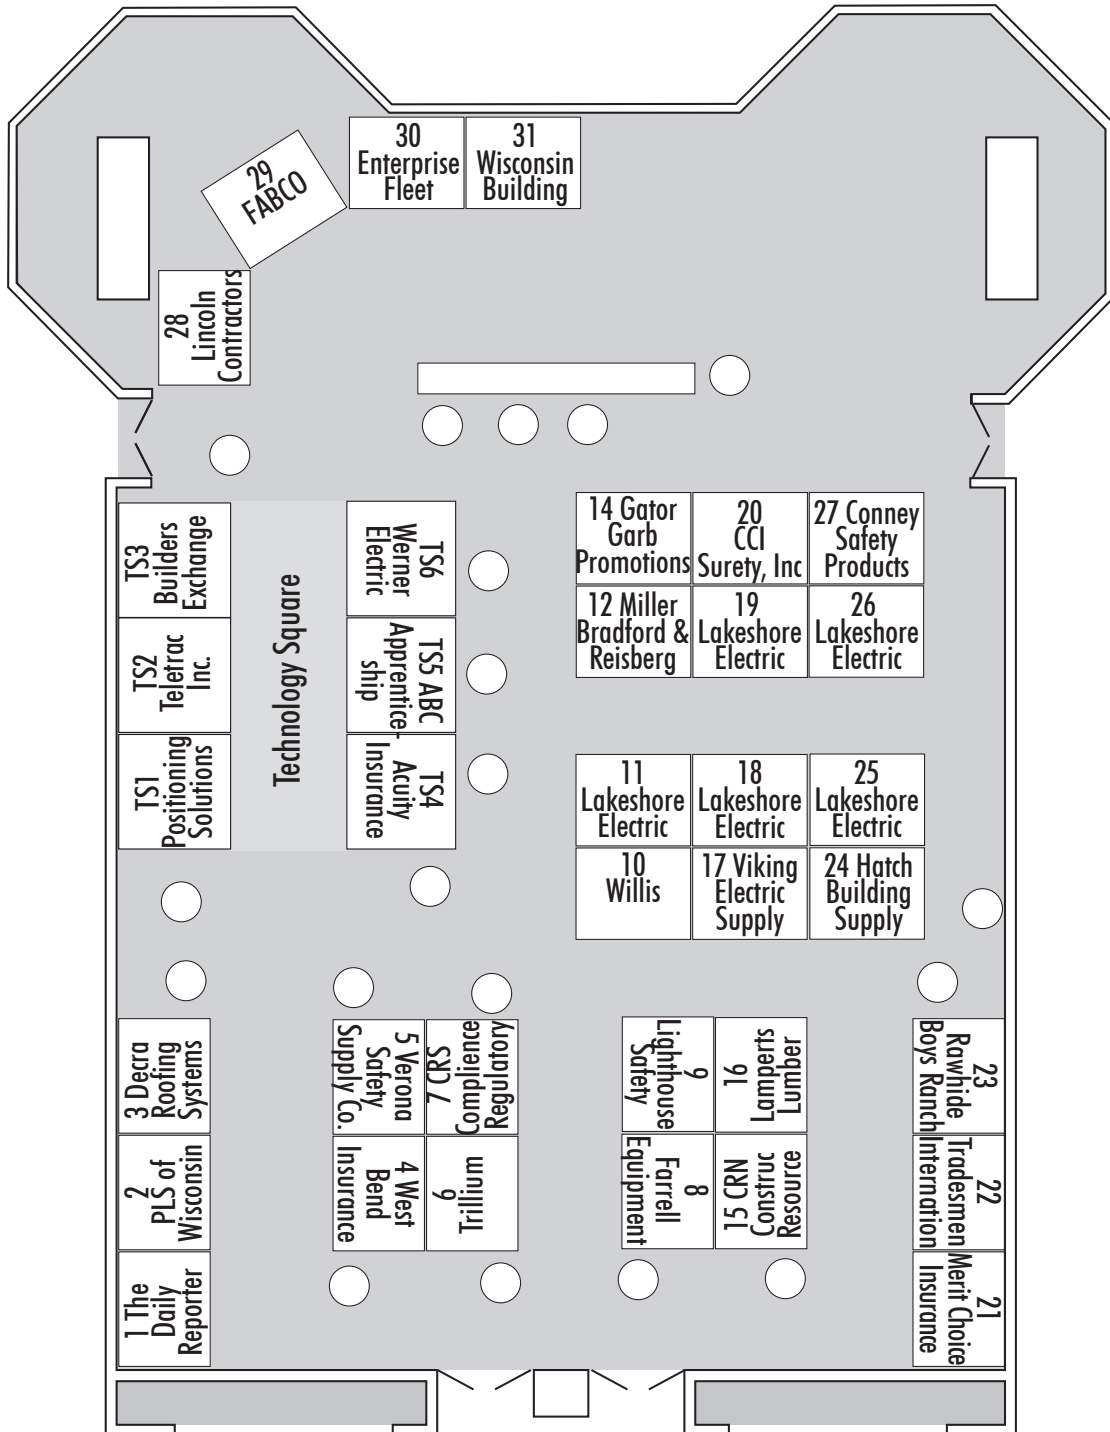 30
Enterprise
Fleet
31
Wisconsin
Building
29
FABCO
28
Lincoln
Contractors
TS3
Builders
Exchange
TS2
Teletrac
Inc.
TS1
Positioning
Solutions
Technology Square
TS6
Werner
Electric
TS5 ABC
Apprentice-
ship
TS4
Acuity
Insurance
14 Gator
Garb
Promotions
20
CCI
Surety, Inc
27 Conney
Safety
Products
12 Miller
Bradford &
Reisberg
19
Lakeshore
Electric
26
Lakeshore
Electric
11
Lakeshore
Electric
18
Lakeshore
Electric
25
Lakeshore
Electric
10
Willis
17 Viking
Electric
Supply
24 Hatch
Building
Supply
3 Decra
Roofing
Systems
5 Verona
Safety
Supply Co.
Regulatory
Complience
7 CRS
9
Lighthouse
Safety
16
Lamperts
Lumber
23
Rawhide
Boys Ranch
2
PLS of
Wisconsin
4 West
Bend
Insurance
Trillium
6
8
Farrell
Equipment
15 CRN
Construc
Resource
22
Tradesmen
Internation
1 The
Daily
Reporter
21
Merit Choice
Insurance